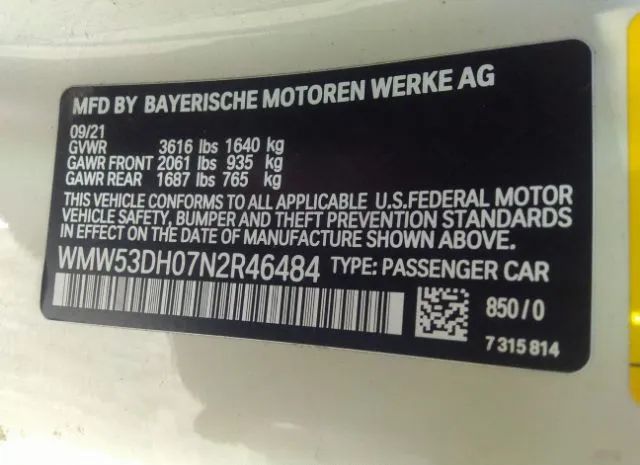 MFD BY BAYERISCHE MOTOREN WERKE AG
09/21
GVWR 3616 lbs 1640 kg
GAWR FRONT 2061 lbs 935 kg
GAWR REAR 1687 lbs 765 kg
THIS VEHICLE CONFORMS TO ALL APPLICABLE U.S.FEDERAL MOTOR
VEHICLE SAFETY, BUMPER AND THEFT PREVENTION STANDARDS
IN EFFECT ON THE DATE OF MANUFACTURE SHOWN ABOVE.
WMW53DH07N2R46484 TYPE: PASSENGER CAR
850/0
7 315 814